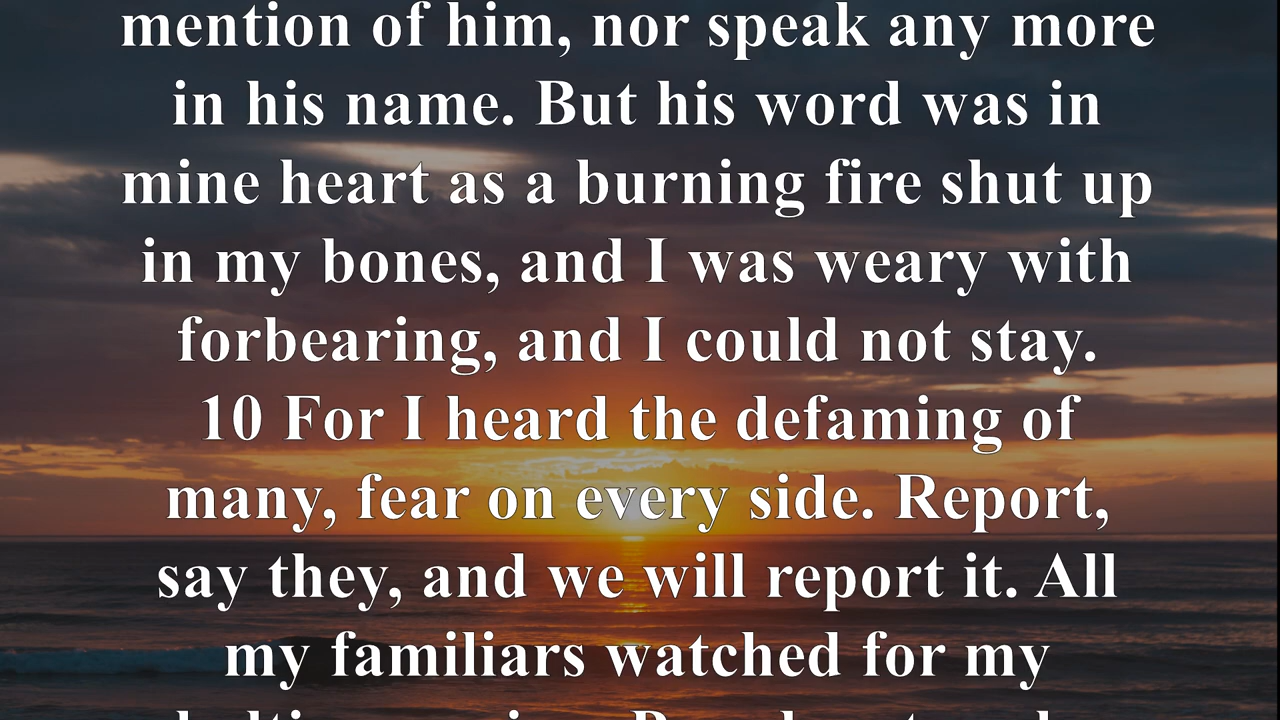 mention of him, nor speak any more
in his name. But his word was in
mine heart as a burning fire shut up
in my bones, and I was weary with
forbearing, and I could not stay.
10 For I heard the defaming of
many, fear on every side. Report,
say they, and we will report it. All
my familiars watched for my